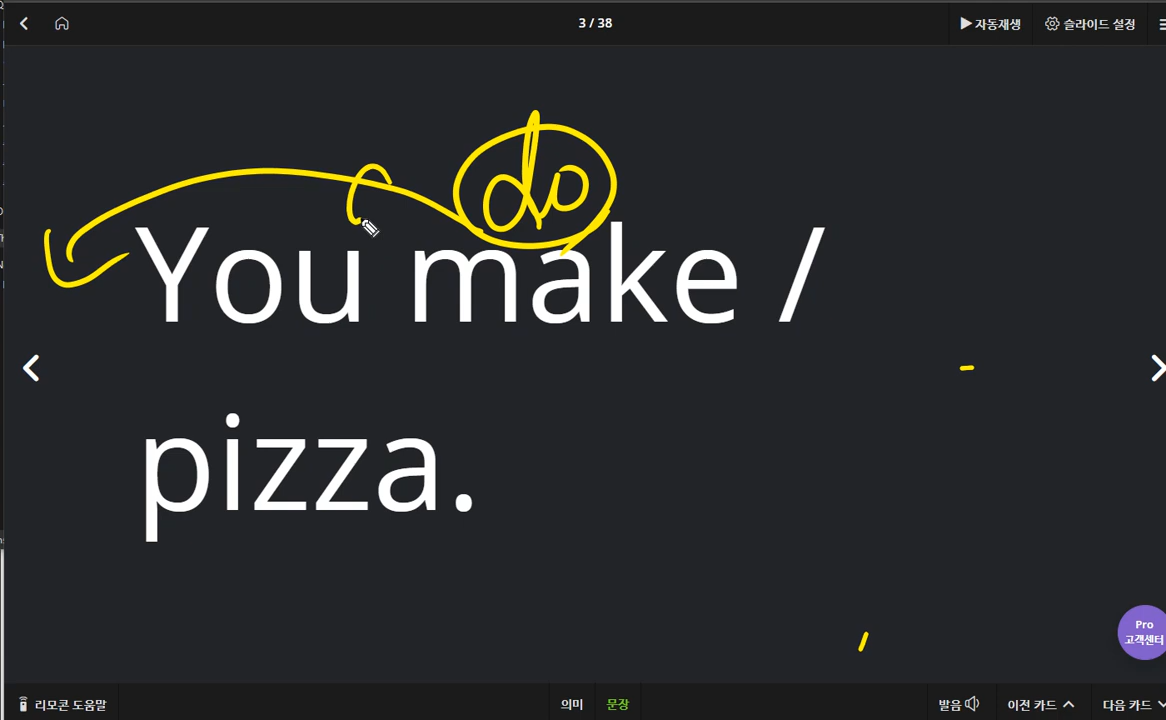 3 / 38
자동재생
슬라이드 설정
do
You make /
pizza.
Pro
고객센터
리모콘 도움말
의미
문장
발음
이전 카드
다음 카드